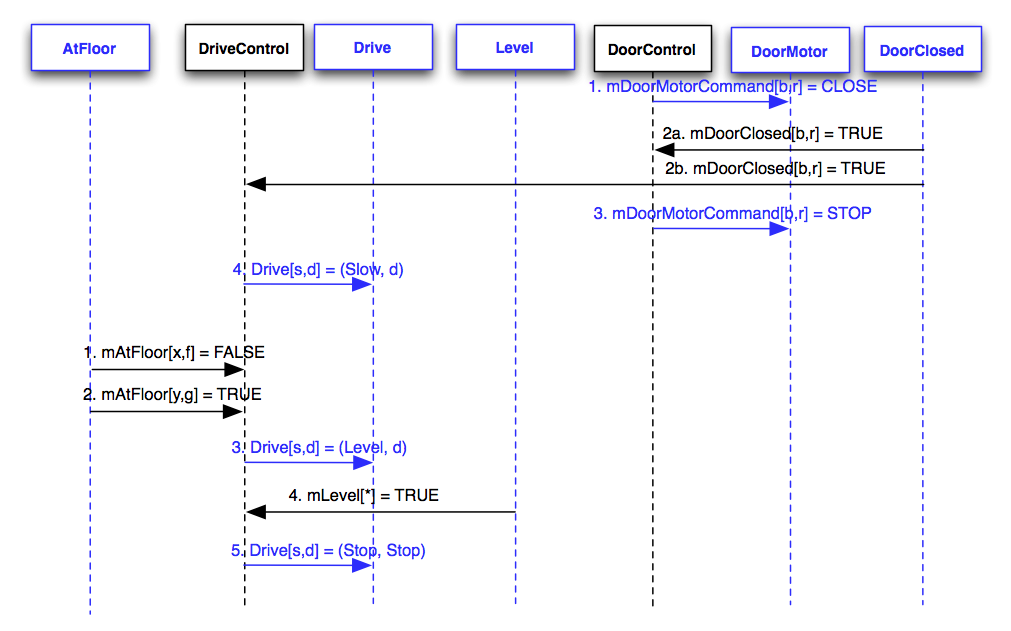 AtFloor
DriveControl
Drive
Level
DoorControl
DoorMotor
DoorClosed
1. mDoorMotorCommand[b,r] = CLOSE
2a. mDoorClosed[b,r] = TRUE
2b. mDoorClosed[b,r] = TRUE
3. mDoorMotorCommand[b,r] = STOP
4. Drive[s,d] = (Slow, d)
1. mAtFloor[x,f] = FALSE
2. mAtFloor[y,g] = TRUE
3. Drive[s,d] = (Level, d)
4. mLevel[*] = TRUE
5. Drive[s,d] = (Stop, Stop)